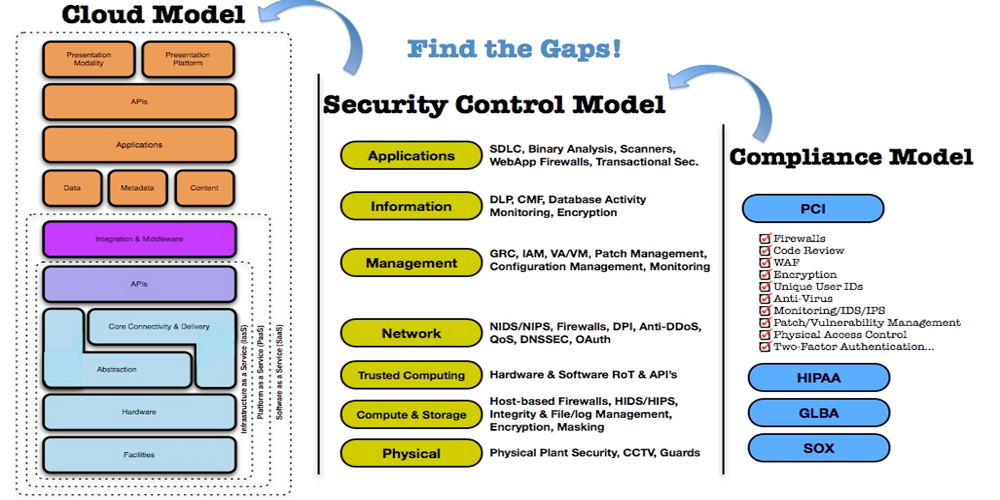 Cloud Model
Find the Gaps!
Presentation
Modality
Presentation
Platform
APIs
Applications
Data
Metadata
Content
Integration & Middleware
APIs
Core Connectivity & Delivery
Abstraction
Hardware
Facilities
Infrastructure as a Service (IaaS)
Platform as a Service (PaaS)
Software as a Service (SaaS)
Security Control Model
Applications
SDLC, Binary Analysis, Scanners,
WebApp Firewalls, Transactional Sec.
Information
DLP, CMF, Database Activity
Monitoring, Encryption
Management
GRC, IAM, VA/VM, Patch Management,
Configuration Management, Monitoring
Network
NIDS/NIPS, Firewalls, DPI, Anti-DDoS,
QoS, DNSSEC, OAuth
Trusted Computing
Hardware & Software RoT & API's
Compute & Storage
Host-based Firewalls, HIDS/HIPS,
Integrity & File/log Management,
Encryption, Masking
Physical
Physical Plant Security, CCTV, Guards
Compliance Model
PCI
Firewalls
Code Review
WAF
Encryption
Unique User IDs
Anti-Virus
Monitoring/IDS/IPS
Patch/Vulnerability Management
Physical Access Control
Two-Factor Authentication...
HIPAA
GLBA
SOX